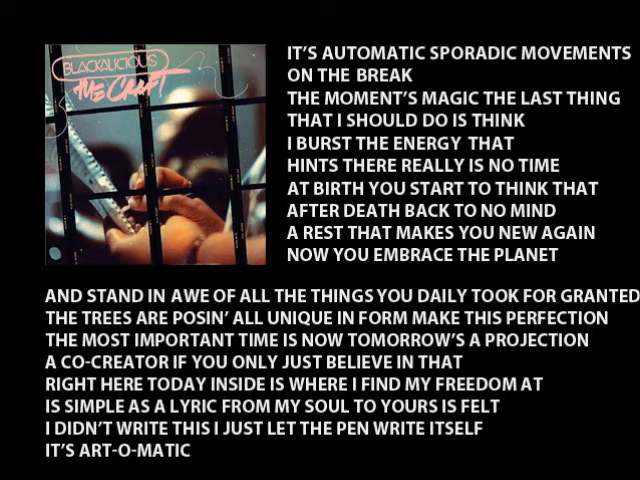 BLACKALICIOUS
THE CRAFT
IT'S AUTOMATIC SPORADIC MOVEMENTS
ON THE BREAK
THE MOMENT'S MAGIC THE LAST THING
THAT I SHOULD DO IS THINK
I BURST THE ENERGY THAT
HINTS THERE REALLY IS NO TIME
AT BIRTH YOU START TO THINK THAT
AFTER DEATH BACK TO NO MIND
A REST THAT MAKES YOU NEW AGAIN
NOW YOU EMBRACE THE PLANET
AND STAND IN AWE OF ALL THE THINGS YOU DAILY TOOK FOR GRANTED
THE TREES ARE POSIN' ALL UNIQUE IN FORM MAKE THIS PERFECTION
THE MOST IMPORTANT TIME IS NOW TOMORROW'S A PROJECTION
A CO-CREATOR IF YOU ONLY JUST BELIEVE IN THAT
RIGHT HERE TODAY INSIDE IS WHERE I FIND MY FREEDOM AT
IS SIMPLE AS A LYRIC FROM MY SOUL TO YOURS IS FELT
I DIDN'T WRITE THIS I JUST LET THE PEN WRITE ITSELF
IT'S ART-O-MATIC